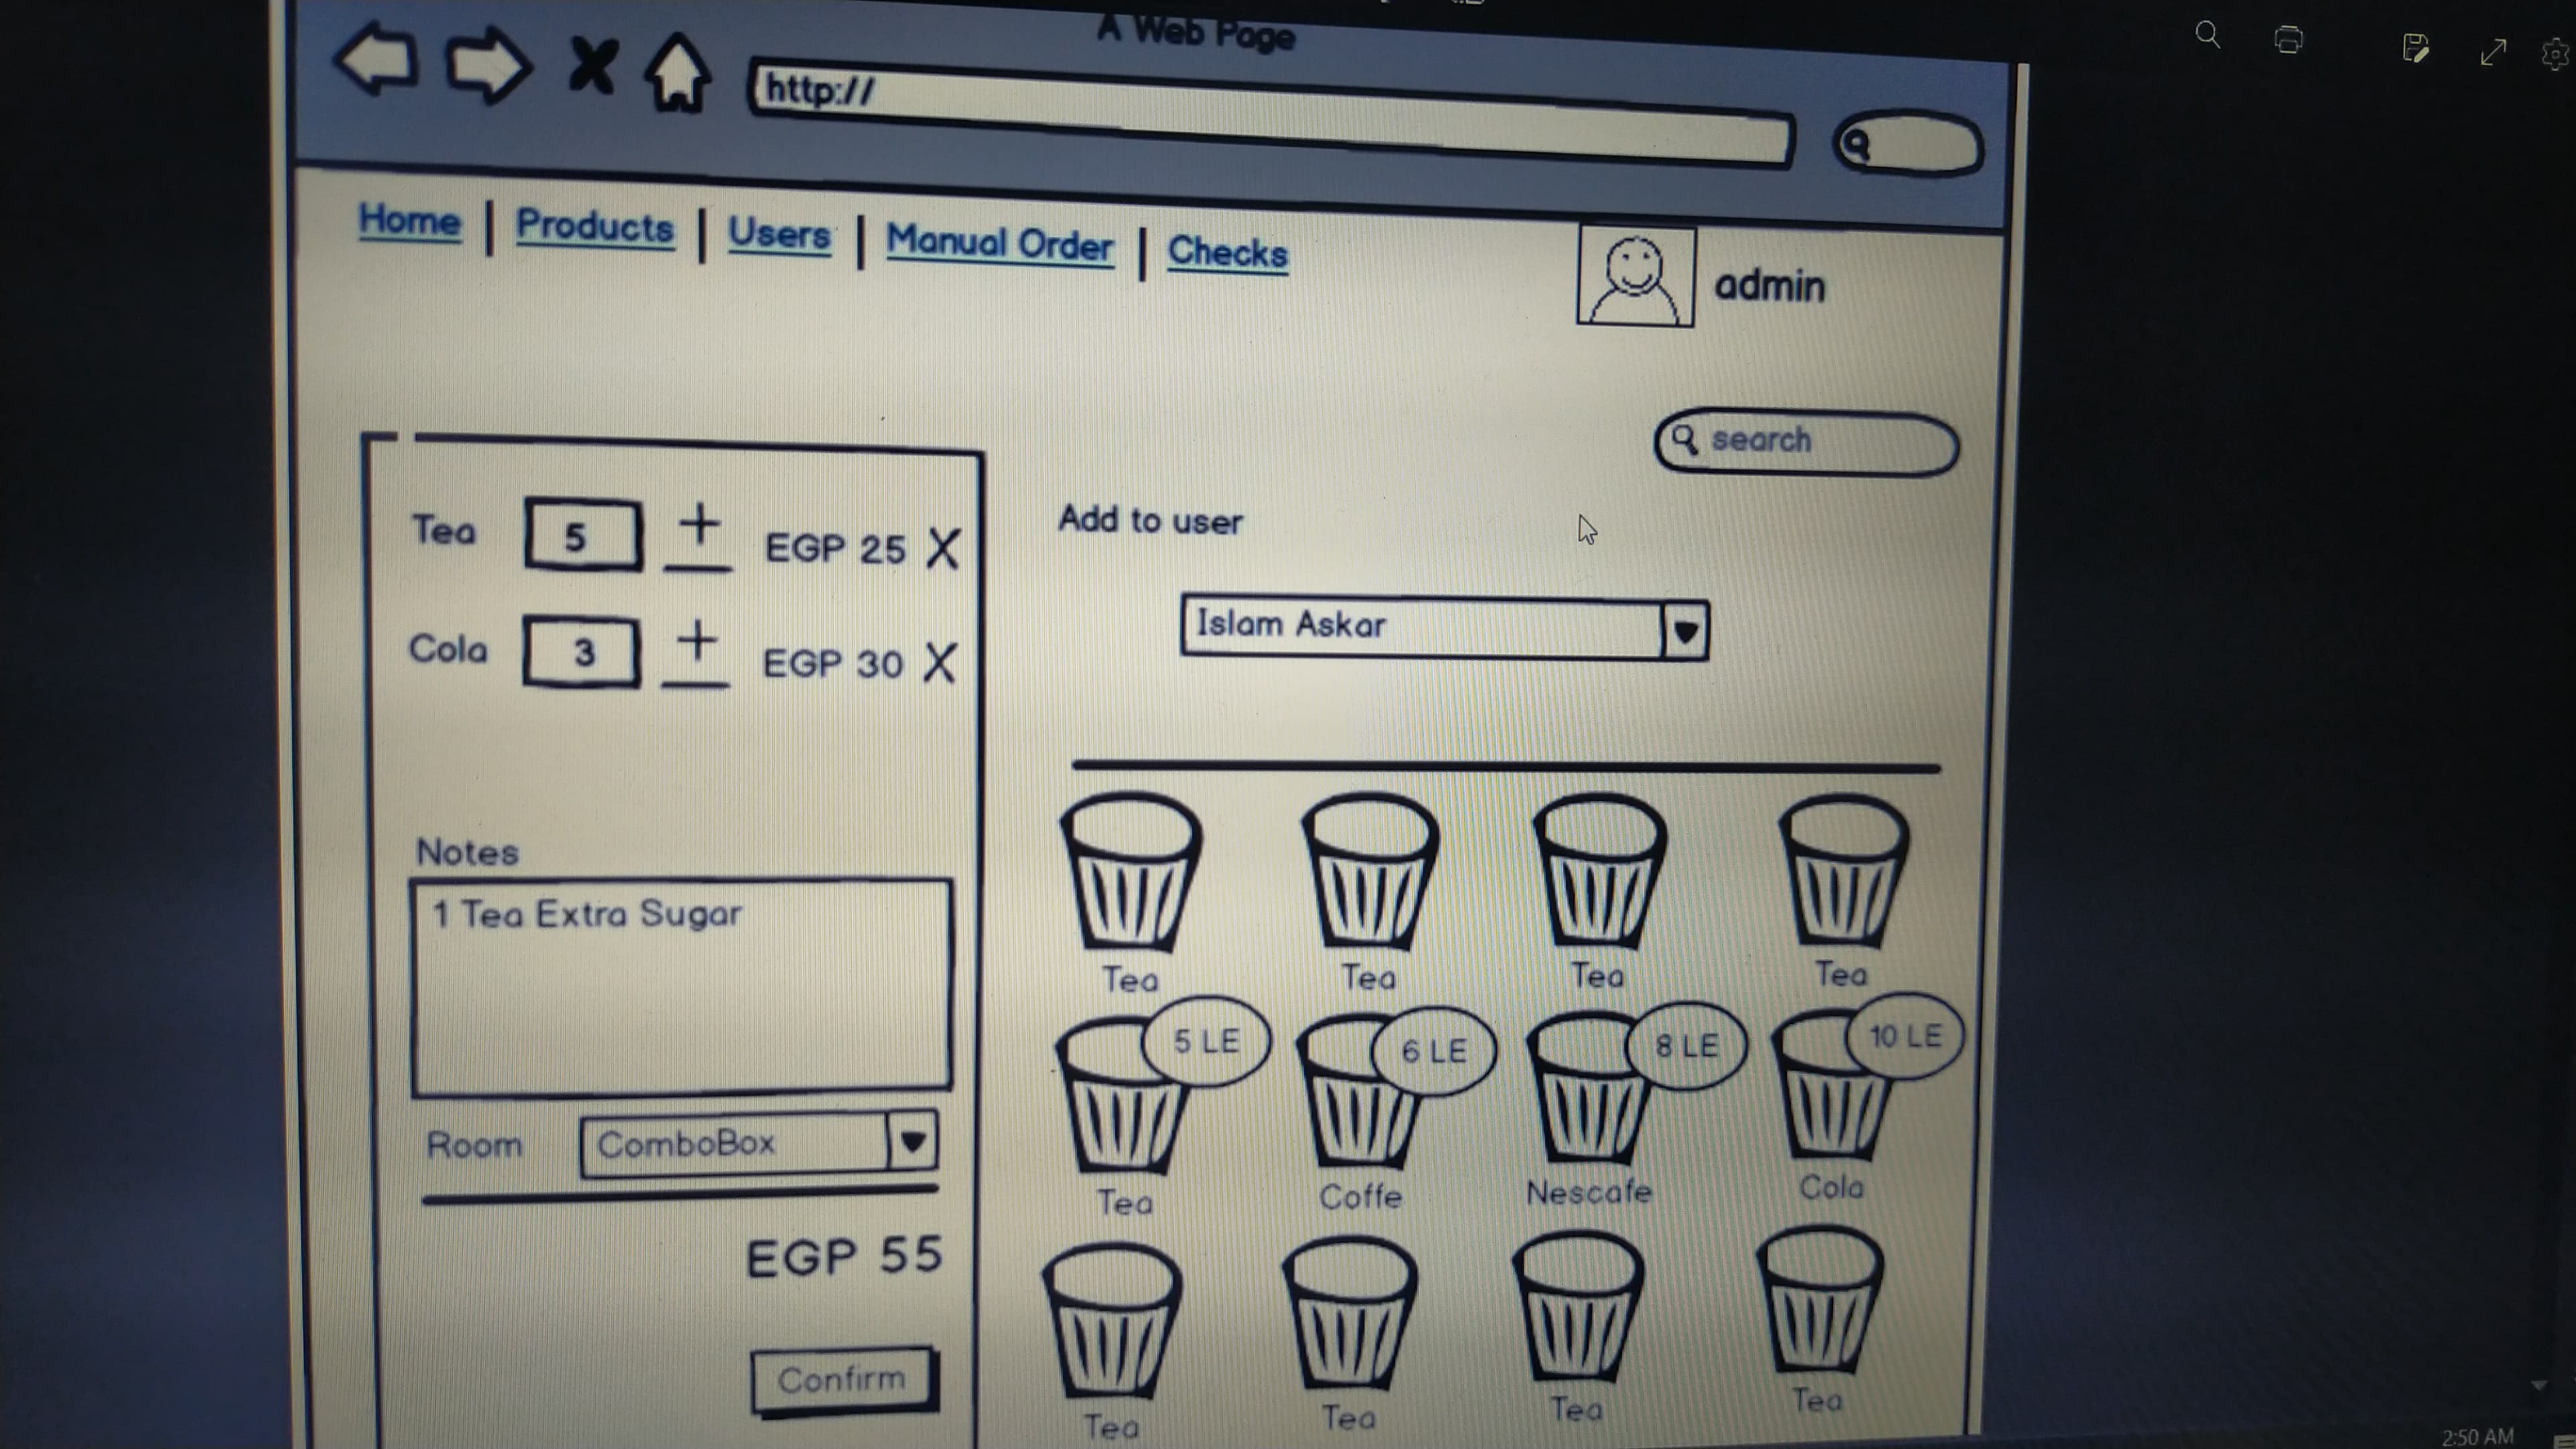 A Web Page
http://
Home | Products | Users | Manual Order | Checks
admin
search
Tea 5 + EGP 25 X
Cola 3 + EGP 30 X
Add to user
Islam Askar
Notes
1 Tea Extra Sugar
Room ComboBox
EGP 55
Confirm
Tea Tea Tea Tea
5 LE 6 LE 8 LE 10 LE
Tea Coffe Nescafe Cola
Tea Tea Tea Tea
2:50 AM